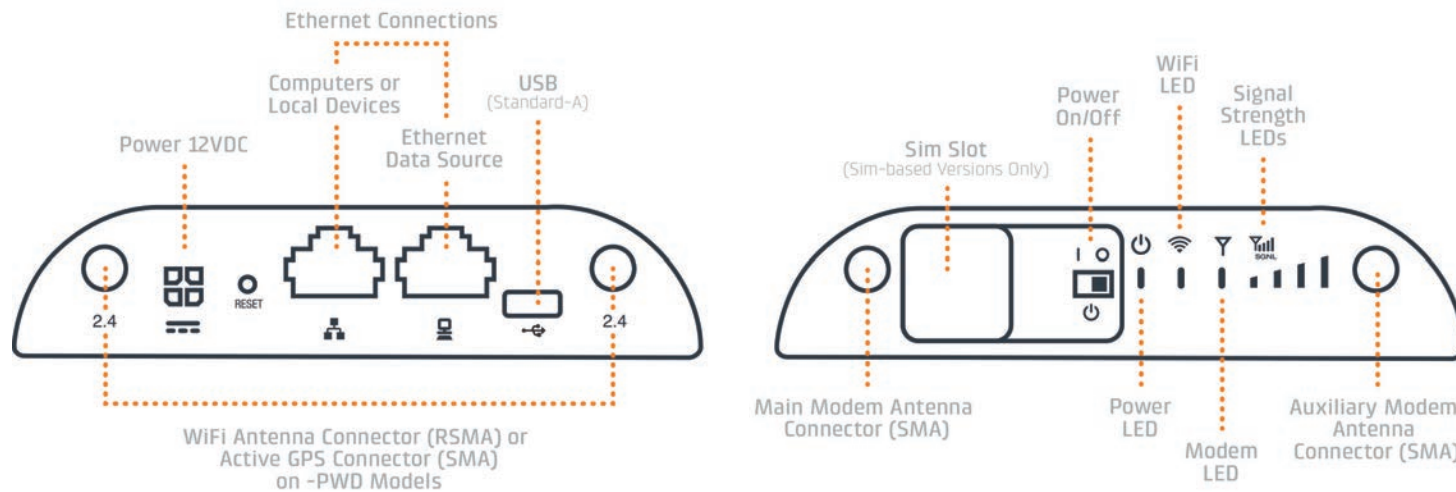 Ethernet Connections
Computers or
Local Devices
USB
(Standard-A)
Power 12VDC
Ethernet
Data Source
2.4
RESET
2.4
WiFi Antenna Connector (RSMA) or
Active GPS Connector (SMA)
on -PWD Models
WiFi
LED
Power
On/Off
Signal
Strength
LEDs
Sim Slot
(Sim-based Versions Only)
I O
SGNL
Main Modem Antenna
Connector (SMA)
Power
LED
Modem
LED
Auxiliary Modem
Antenna
Connector (SMA)